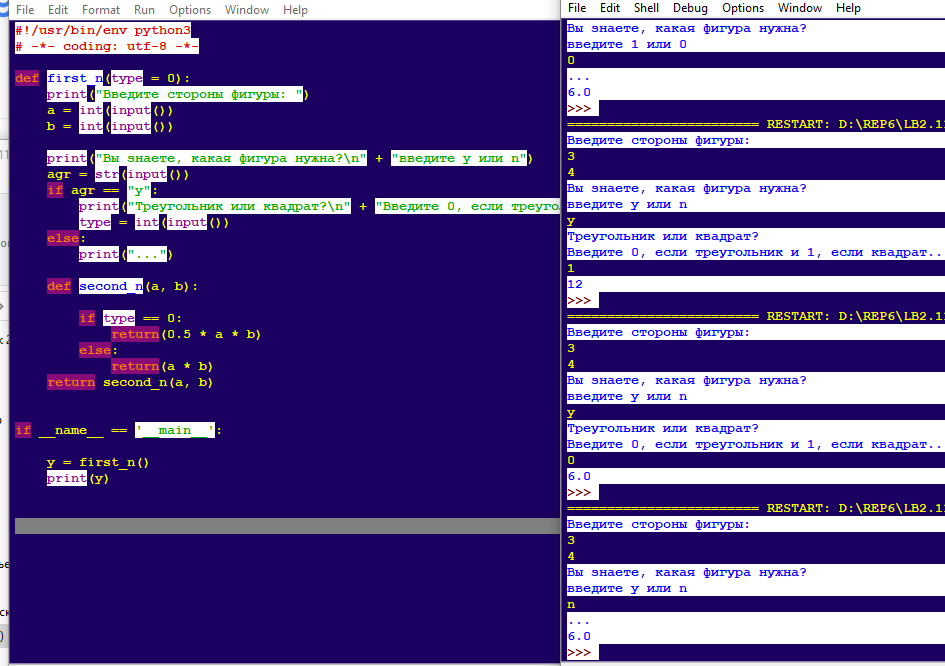 File Edit Format Run Options Window Help
#!/usr/bin/env python3
# -*- coding: utf-8 -*-
def first_n(type = 0):
print("Введите стороны фигуры: ")
a = int(input())
b = int(input())
print("Вы знаете, какая фигура нужна?\n" + "введите y или n")
agr = str(input())
if agr == "y":
print("Треугольник или квадрат?\n" + "Введите 0, если треуго
type = int(input())
else:
print("...")
def second_n(a, b):
if type == 0:
return(0.5 * a * b)
else:
return(a * b)
return second_n(a, b)
if __name__ == '__main__':
y = first_n()
print(y)
File Edit Shell Debug Options Window Help
Вы знаете, какая фигура нужна?
введите 1 или 0
0
...
6.0
>>>
======================== RESTART: D:\REP6\LB2.1
Введите стороны фигуры:
3
4
Вы знаете, какая фигура нужна?
введите y или n
y
Треугольник или квадрат?
Введите 0, если треугольник и 1, если квадрат..
1
12
>>>
======================== RESTART: D:\REP6\LB2.1
Введите стороны фигуры:
3
4
Вы знаете, какая фигура нужна?
введите y или n
y
Треугольник или квадрат?
Введите 0, если треугольник и 1, если квадрат..
0
6.0
>>>
======================== RESTART: D:\REP6\LB2.1
Введите стороны фигуры:
3
4
Вы знаете, какая фигура нужна?
введите y или n
n
...
6.0
>>>